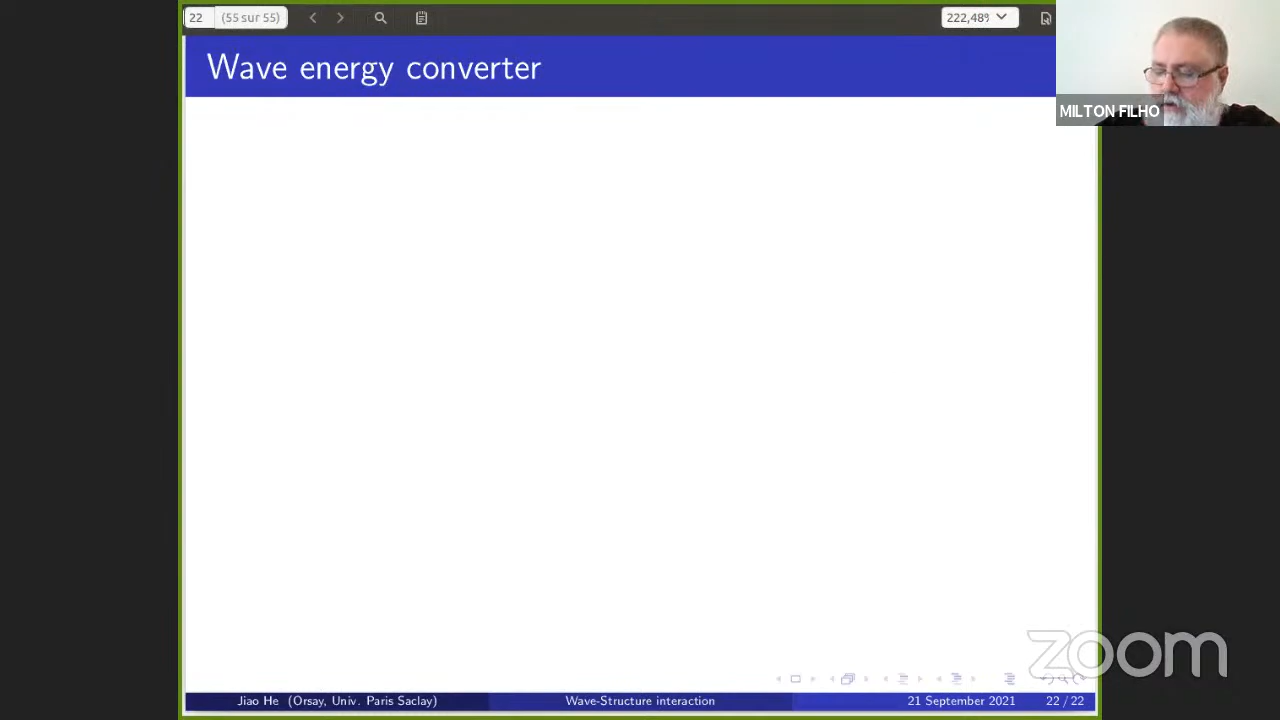 22 (55 sur 55) 222,48%
Wave energy converter
MILTON FILHO
zoom
Jiao He (Orsay, Univ. Paris Saclay) Wave-Structure interaction 21 September 2021 22 / 22